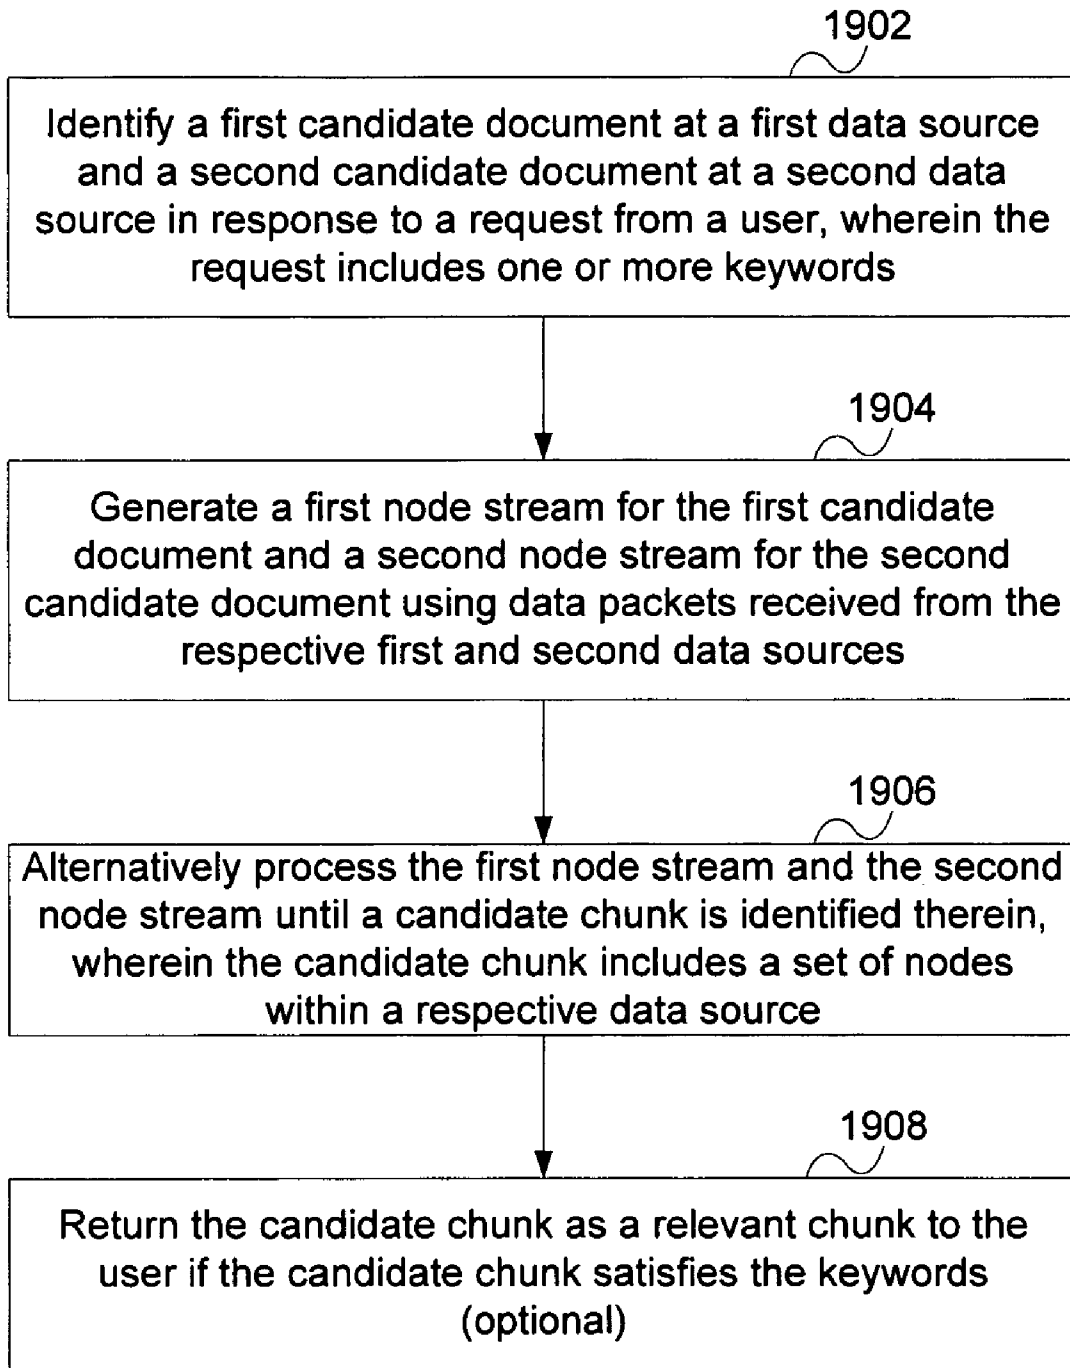 1902
Identify a first candidate document at a first data source
and a second candidate document at a second data
source in response to a request from a user, wherein the
request includes one or more keywords
1904
Generate a first node stream for the first candidate
document and a second node stream for the second
candidate document using data packets received from the
respective first and second data sources
1906
Alternatively process the first node stream and the second
node stream until a candidate chunk is identified therein,
wherein the candidate chunk includes a set of nodes
within a respective data source
1908
Return the candidate chunk as a relevant chunk to the
user if the candidate chunk satisfies the keywords
(optional)